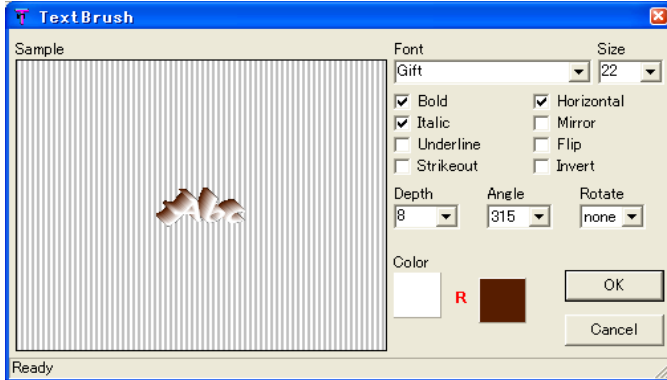 TextBrush
Sample
Font Size
Gift 22
Bold Horizontal
Italic Mirror
Underline Flip
Strikeout Invert
Depth Angle Rotate
8 315 none
Abc
Color
R
OK
Cancel
Ready